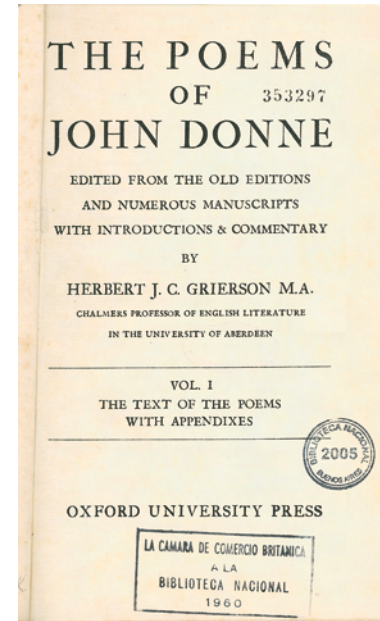 THE POEMS
OF 353297
JOHN DONNE
EDITED FROM THE OLD EDITIONS
AND NUMEROUS MANUSCRIPTS
WITH INTRODUCTIONS & COMMENTARY
BY
HERBERT J. C. GRIERSON M.A.
CHALMERS PROFESSOR OF ENGLISH LITERATURE
IN THE UNIVERSITY OF ABERDEEN
VOL. I
THE TEXT OF THE POEMS
WITH APPENDIXES
BIBLIOTECA NACIONAL
2005
BUENOS AIRES
OXFORD UNIVERSITY PRESS
LA CAMARA DE COMERCIO BRITANICA
A LA
BIBLIOTECA NACIONAL
1960